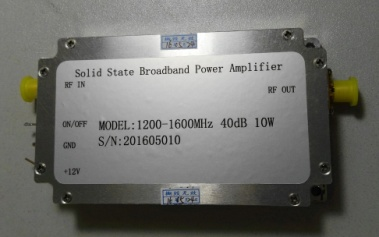 Solid State Broadband Power Amplifier
RF IN
RF OUT
ON/OFF
MODEL:1200-1600MHz 40dB 10W
GND
S/N:201605010
+12V